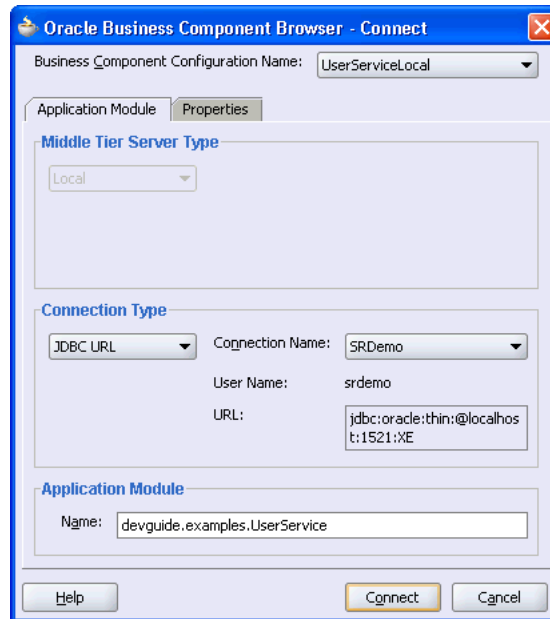 Oracle Business Component Browser - Connect
Business Component Configuration Name: UserServiceLocal
Application Module Properties
Middle Tier Server Type
Local
Connection Type
JDBC URL Connection Name: SRDemo
User Name: srdemo
URL: jdbc:oracle:thin:@localhos
t:1521:XE
Application Module
Name: devguide.examples.UserService
Help Connect Cancel